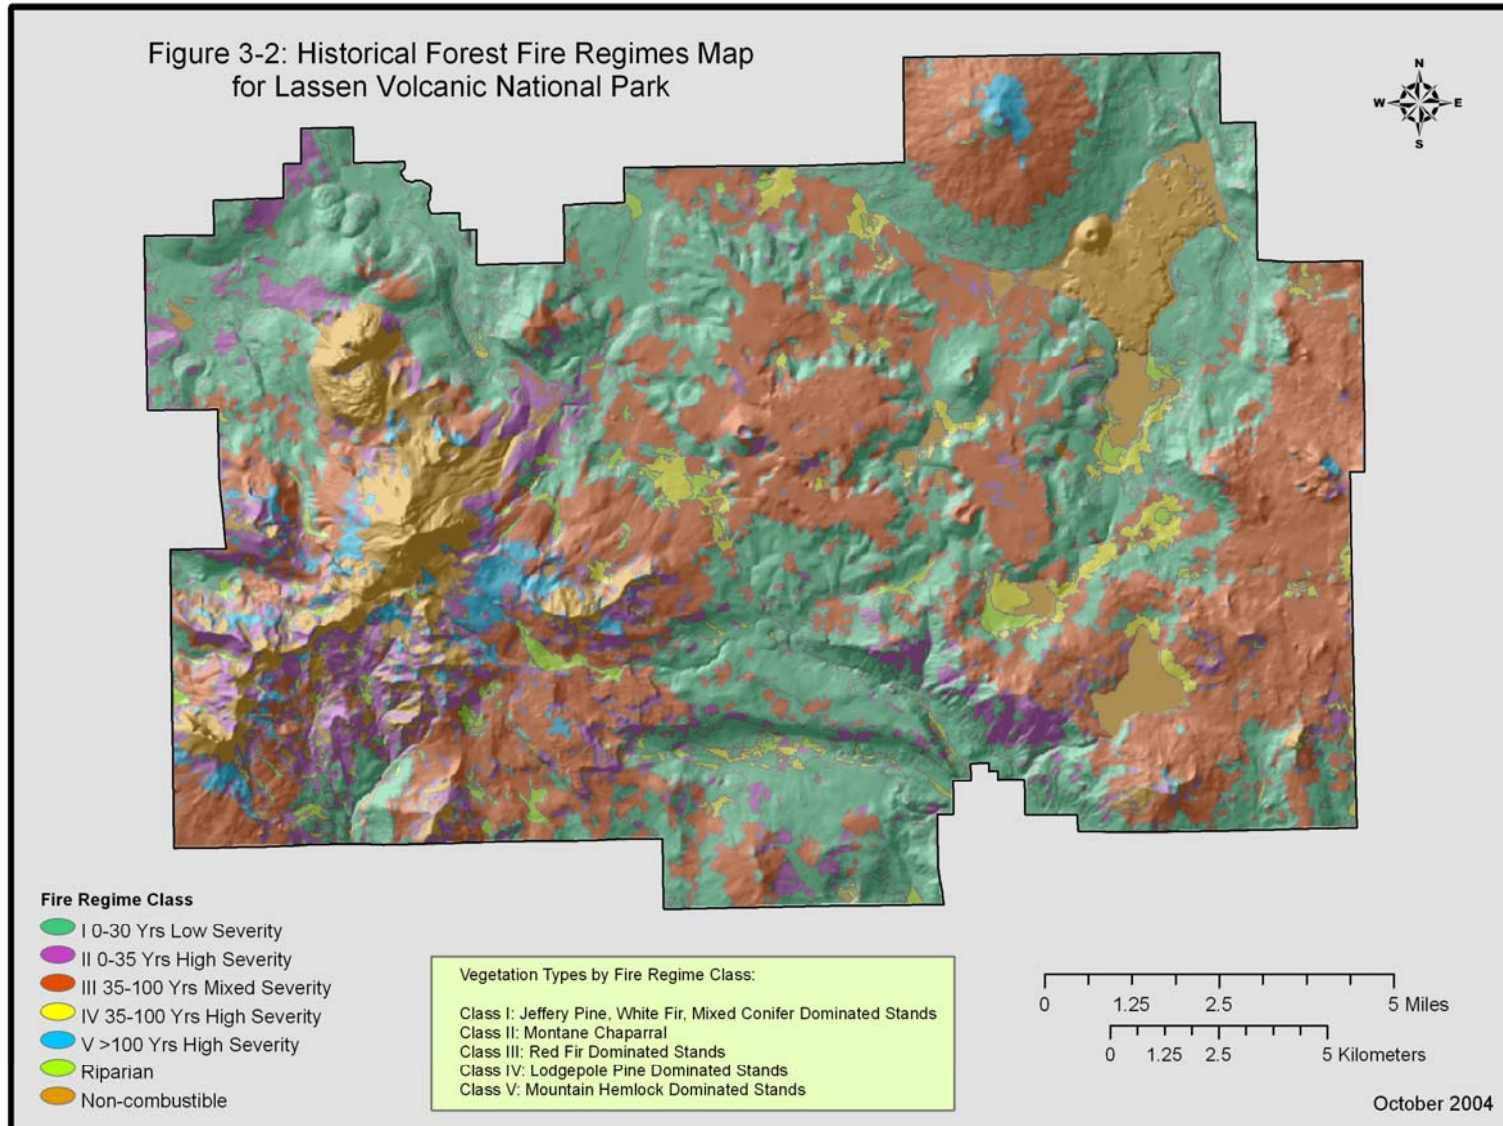 Figure 3-2: Historical Forest Fire Regimes Map
for Lassen Volcanic National Park
N
W
E
S
Fire Regime Class
I 0-30 Yrs Low Severity
II 0-35 Yrs High Severity
III 35-100 Yrs Mixed Severity
IV 35-100 Yrs High Severity
V >100 Yrs High Severity
Riparian
Non-combustible
Vegetation Types by Fire Regime Class:
Class I: Jeffery Pine, White Fir, Mixed Conifer Dominated Stands
Class II: Montane Chaparral
Class III: Red Fir Dominated Stands
Class IV: Lodgepole Pine Dominated Stands
Class V: Mountain Hemlock Dominated Stands
0 1.25 2.5 5 Miles
0 1.25 2.5 5 Kilometers
October 2004